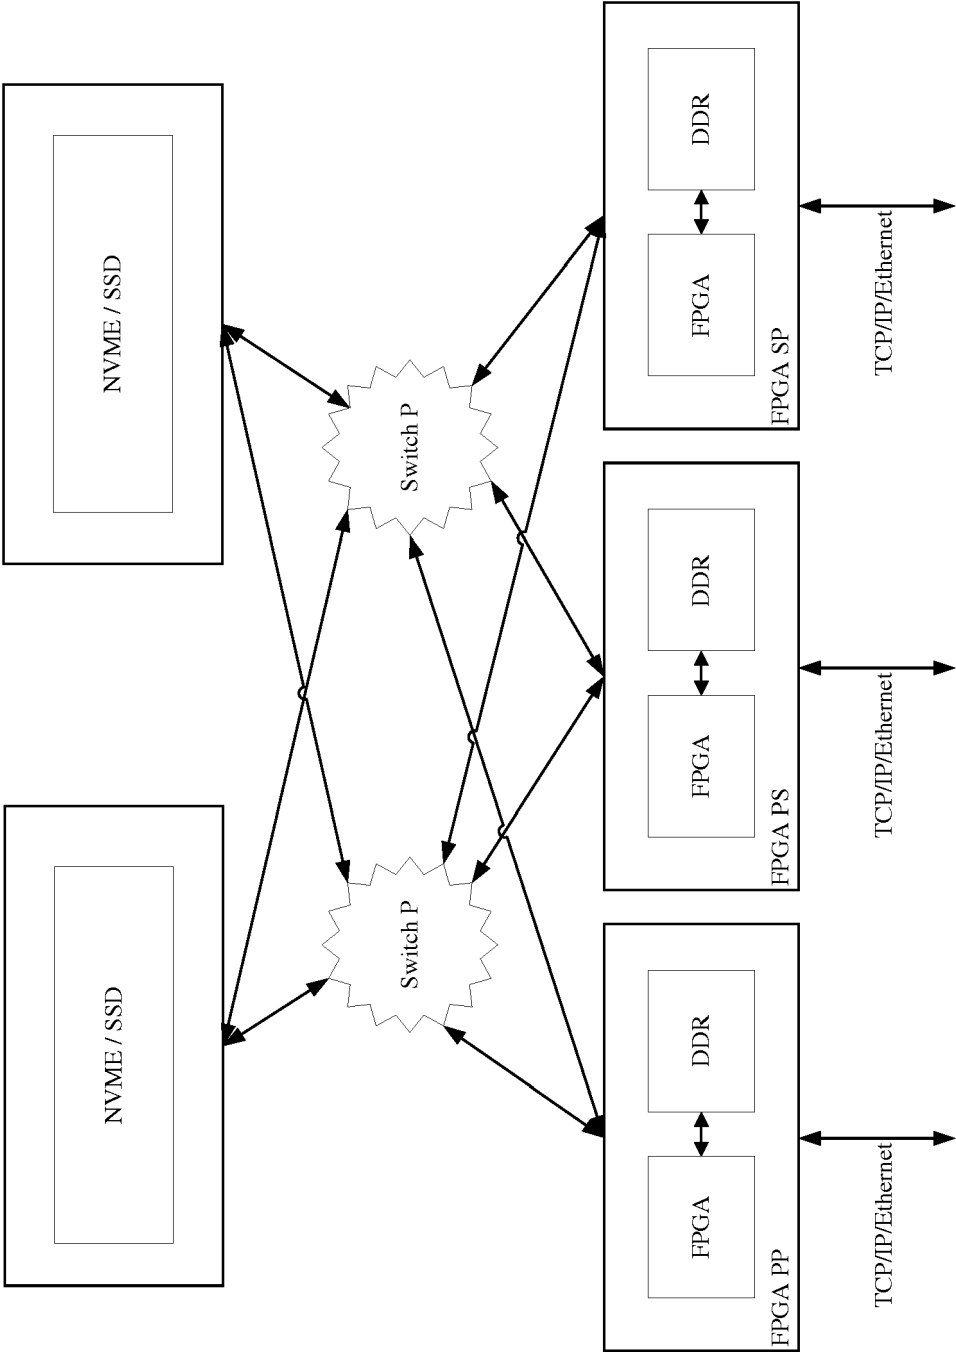 NVME / SSD
NVME / SSD
Switch P
Switch P
FPGA
DDR
FPGA PP
FPGA
DDR
FPGA PS
FPGA
DDR
FPGA SP
TCP/IP/Ethernet
TCP/IP/Ethernet
TCP/IP/Ethernet